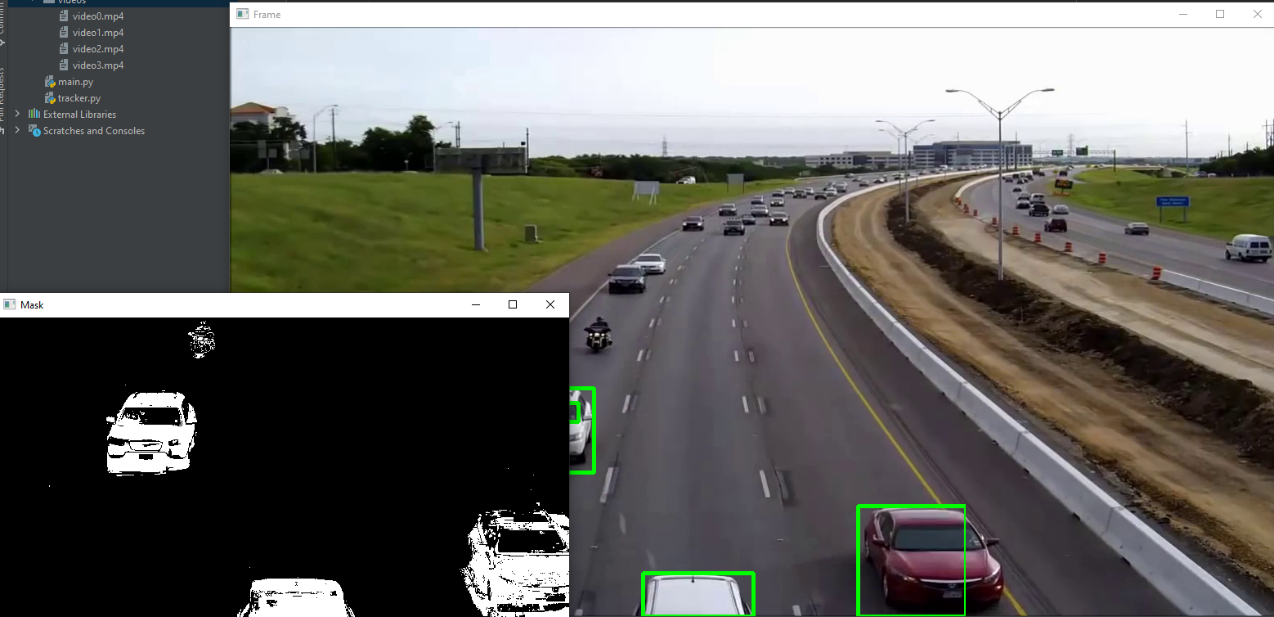 videos
video0.mp4
video1.mp4
video2.mp4
video3.mp4
main.py
tracker.py
External Libraries
Scratches and Consoles
Frame
Mask